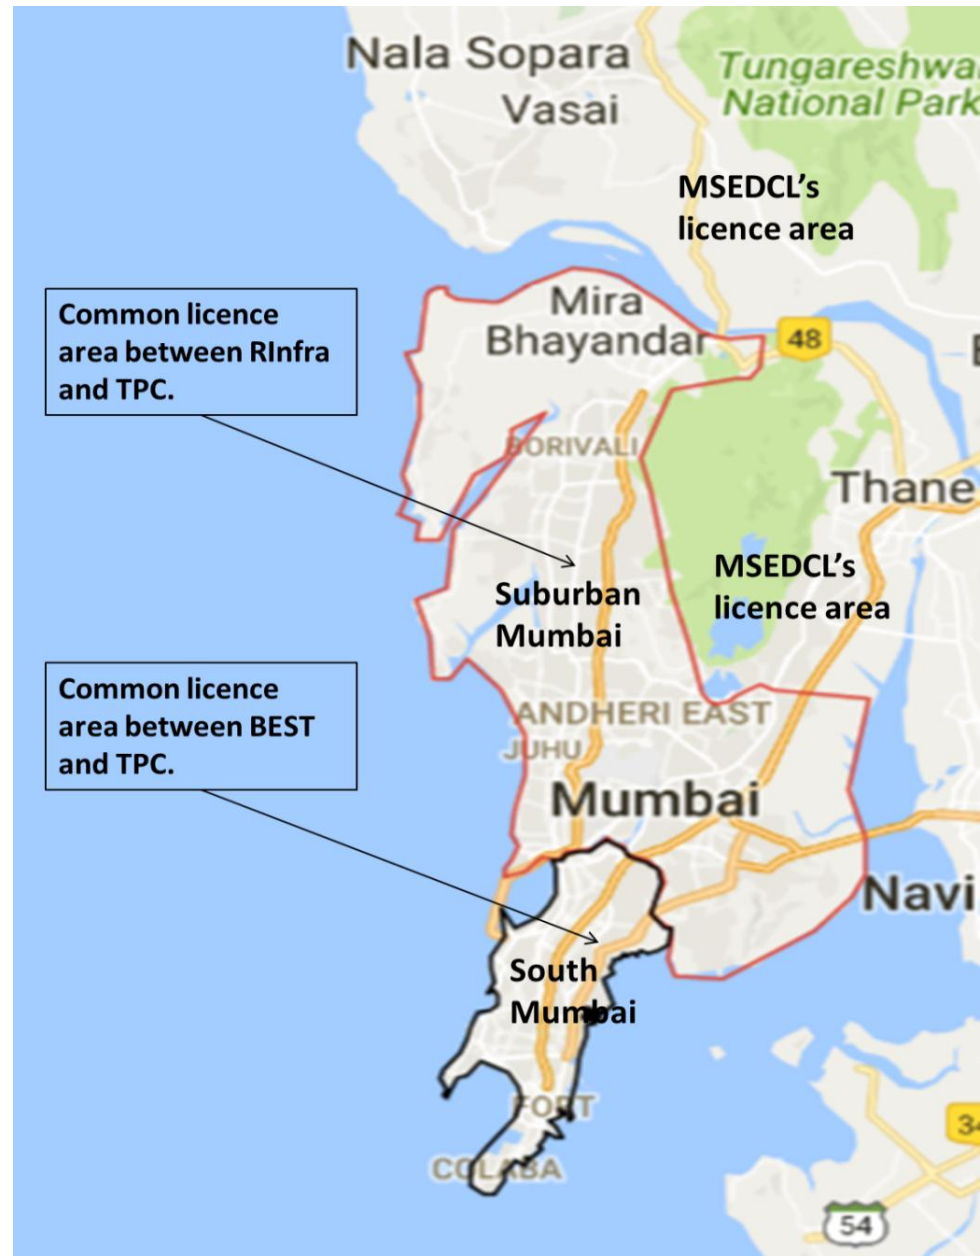 Nala Sopara
Vasai
Tungareshwa
National Park
MSEDCL's
licence area
Common licence
area between RInfra
and TPC.
Mira
Bhayandar
48
BORIVALI
Thane
MSEDCL's
licence area
Suburban
Mumbai
Common licence
area between BEST
and TPC.
ANDHERI EAST
JUHU
Mumbai
Navi
South
Mumbai
FORT
COLABA
34
54